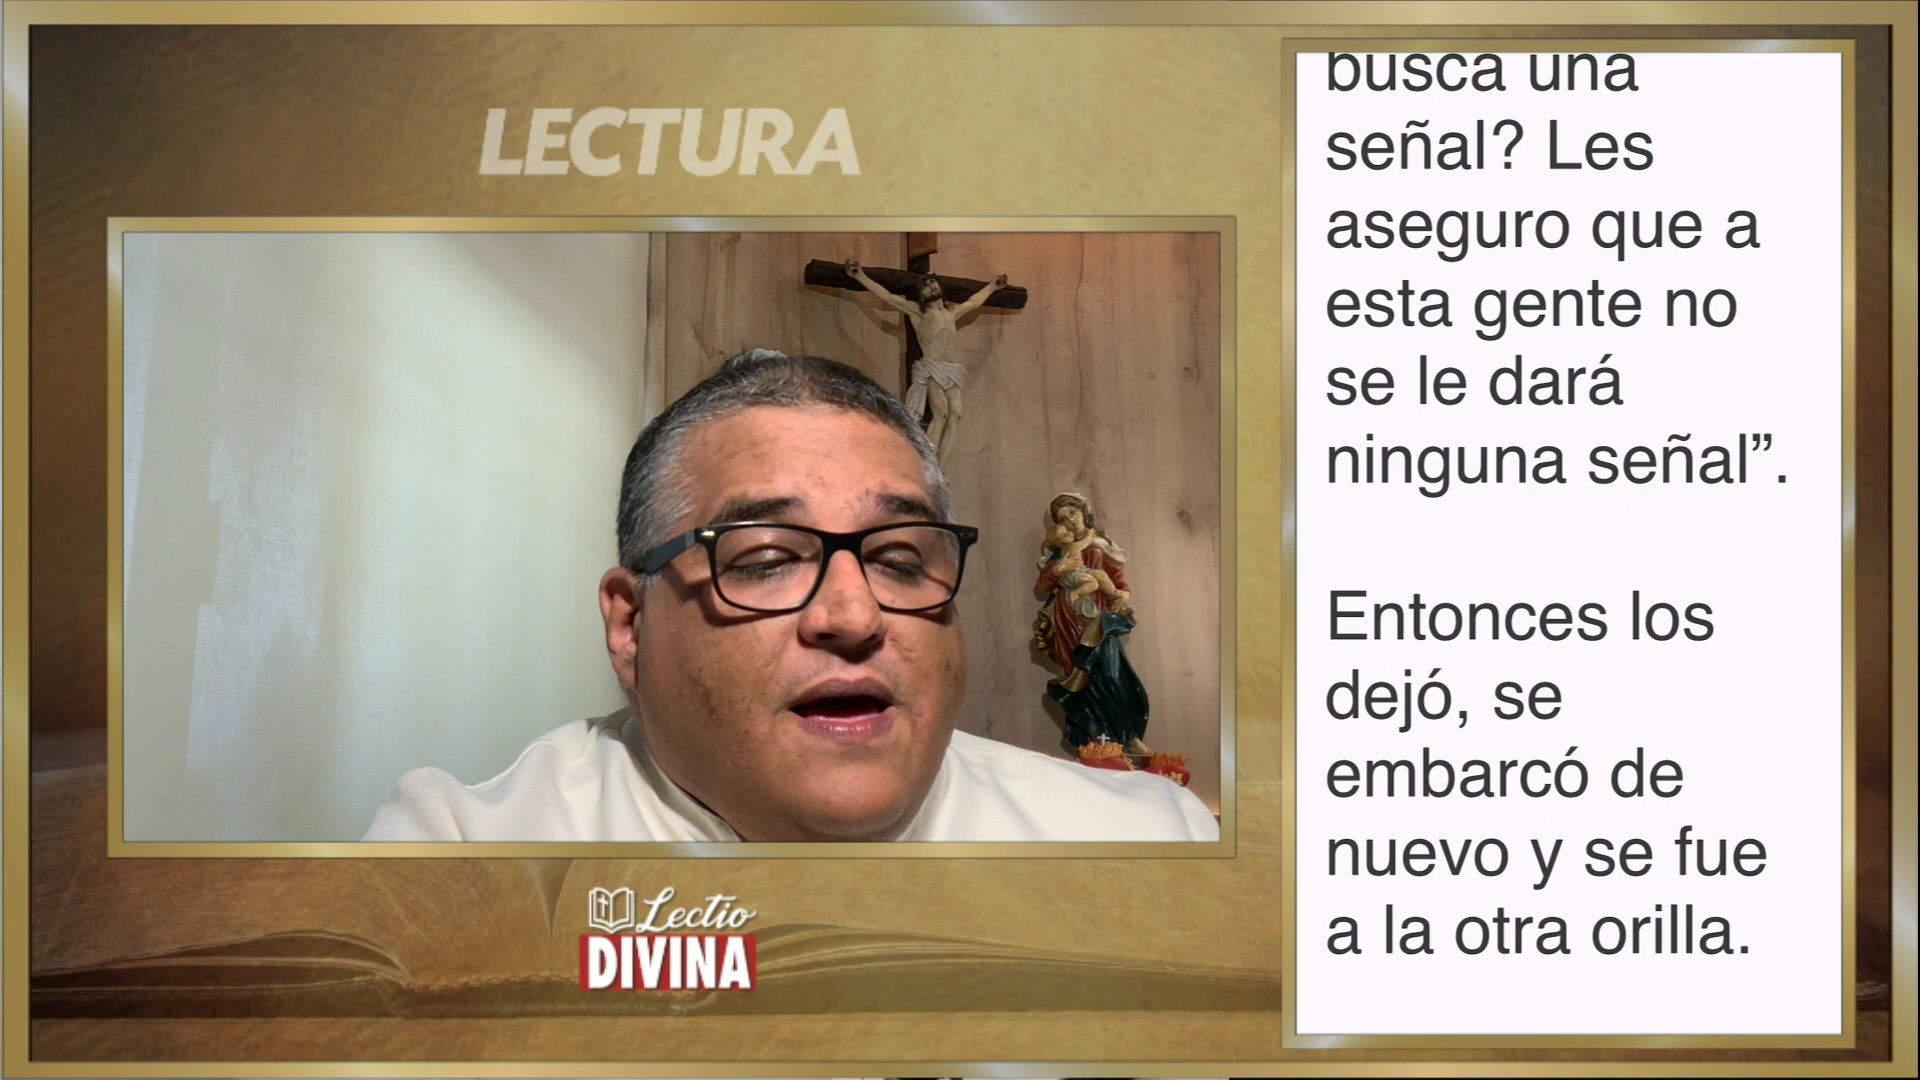 LECTURA
Lectio
DIVINA
busca una
señal? Les
aseguro que a
esta gente no
se le dará
ninguna señal”.
Entonces los
dejó, se
embarcó de
nuevo y se fue
a la otra orilla.